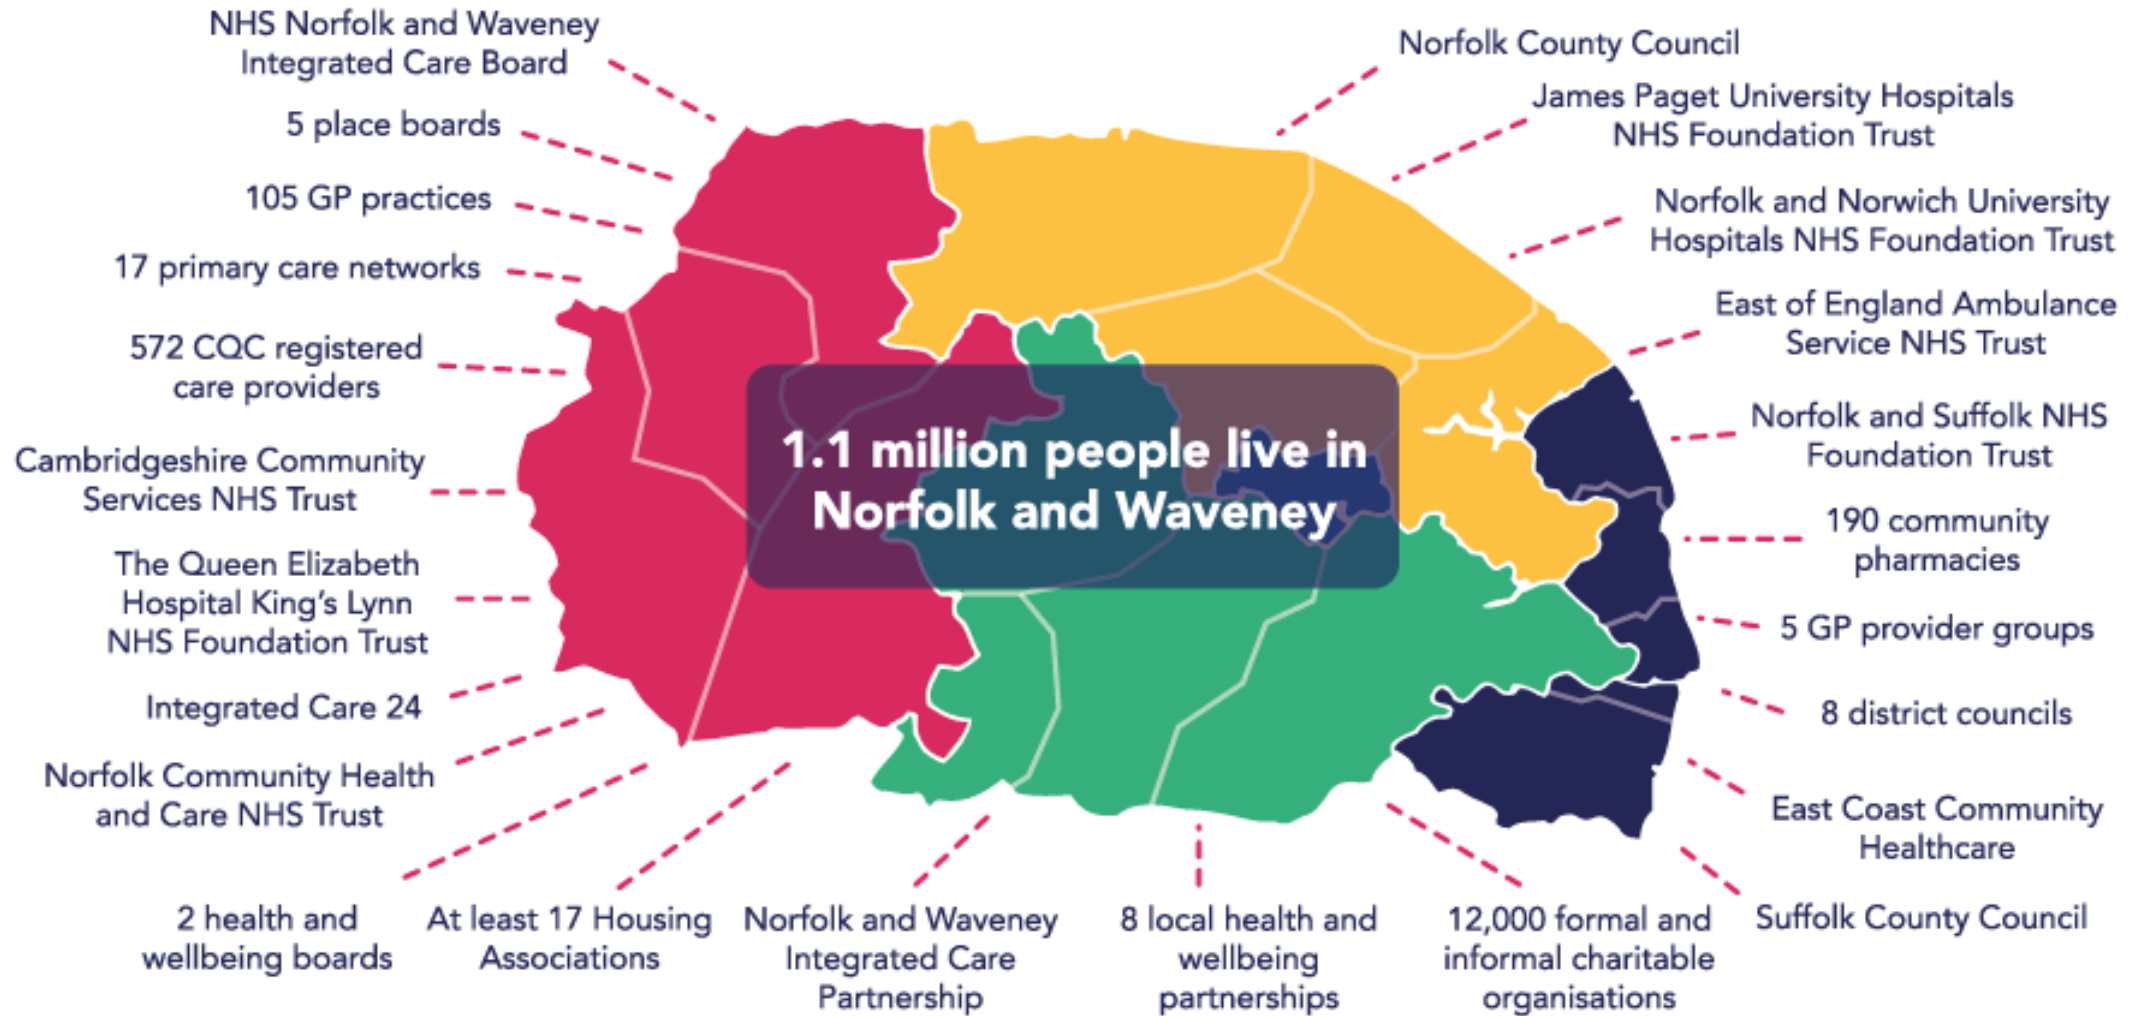 NHS Norfolk and Waveney
Integrated Care Board
5 place boards
105 GP practices
17 primary care networks
572 CQC registered
care providers
Cambridgeshire Community
Services NHS Trust
The Queen Elizabeth
Hospital King's Lynn
NHS Foundation Trust
Integrated Care 24
Norfolk Community Health
and Care NHS Trust
2 health and
wellbeing boards
At least 17 Housing
Associations
Norfolk and Waveney
Integrated Care
Partnership
8 local health and
wellbeing
partnerships
12,000 formal and
informal charitable
organisations
1.1 million people live in
Norfolk and Waveney
Norfolk County Council
James Paget University Hospitals
NHS Foundation Trust
Norfolk and Norwich University
Hospitals NHS Foundation Trust
East of England Ambulance
Service NHS Trust
Norfolk and Suffolk NHS
Foundation Trust
190 community
pharmacies
5 GP provider groups
8 district councils
East Coast Community
Healthcare
Suffolk County Council